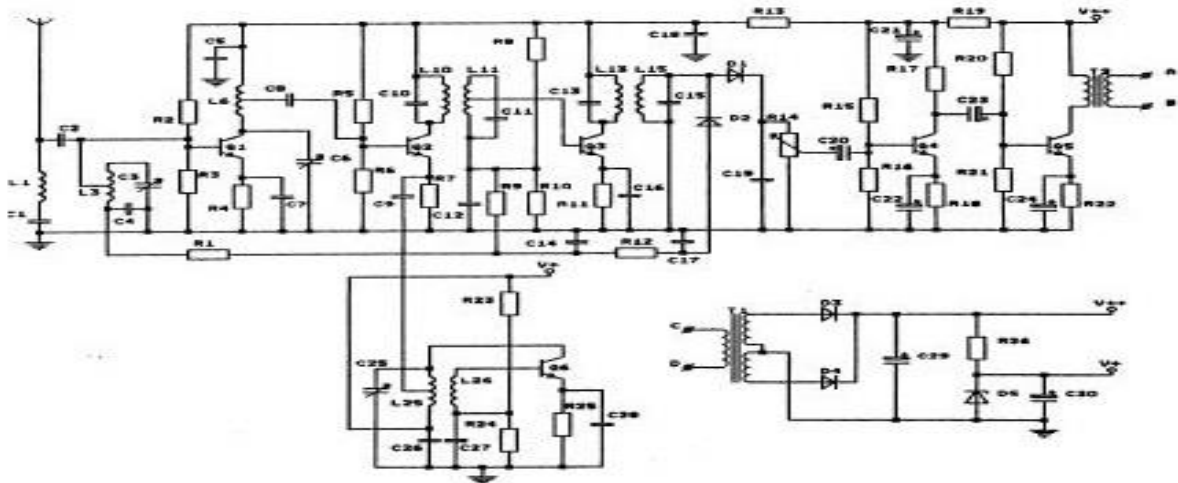 R13
R19
V++
C5
R8
C18
C21
D1
R17
R20
T2
A
B
L10
L11
L13
L15
L6
C8
R5
C10
C11
C13
C15
D2
R14
R15
C23
R2
C2
Q1
C6
Q2
Q3
C20
Q4
Q5
L1
L3
C3
R3
R6
R7
R9
R10
R11
C16
C19
R16
R21
C1
C4
R4
C7
C9
C12
C22
R18
C24
R22
R1
C14
R12
C17
V+
R23
T1
D3
V++
C
D
C29
R26
V+
C25
L25
L26
Q6
D4
D5
C30
R25
C28
C26
C27
R24